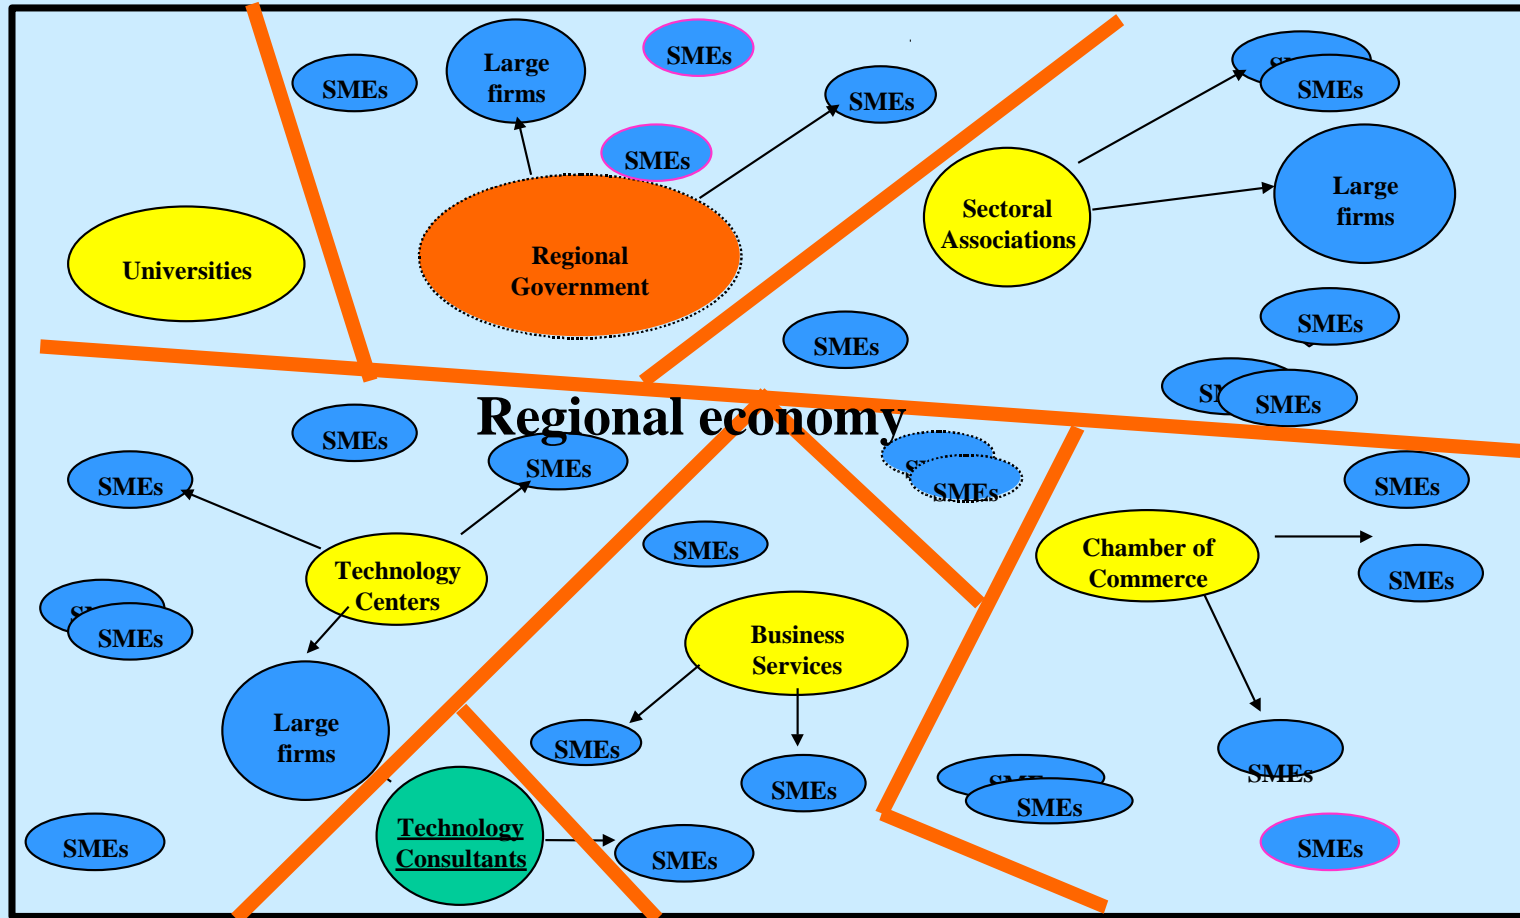 SMEs
Large
firms
SMEs
SMEs
SMEs
SMEs
Large
firms
Sectoral
Associations
Universities
Regional
Government
SMEs
SMEs
SMEs
SMEs
Regional economy
SMEs
SMEs
SMEs
SMEs
SMEs
SMEs
Chamber of
Commerce
SMEs
Technology
Centers
SMEs
Business
Services
Large
firms
SMEs
SMEs
SMEs
SMEs
Technology
Consultants
SMEs
SMEs
SMEs